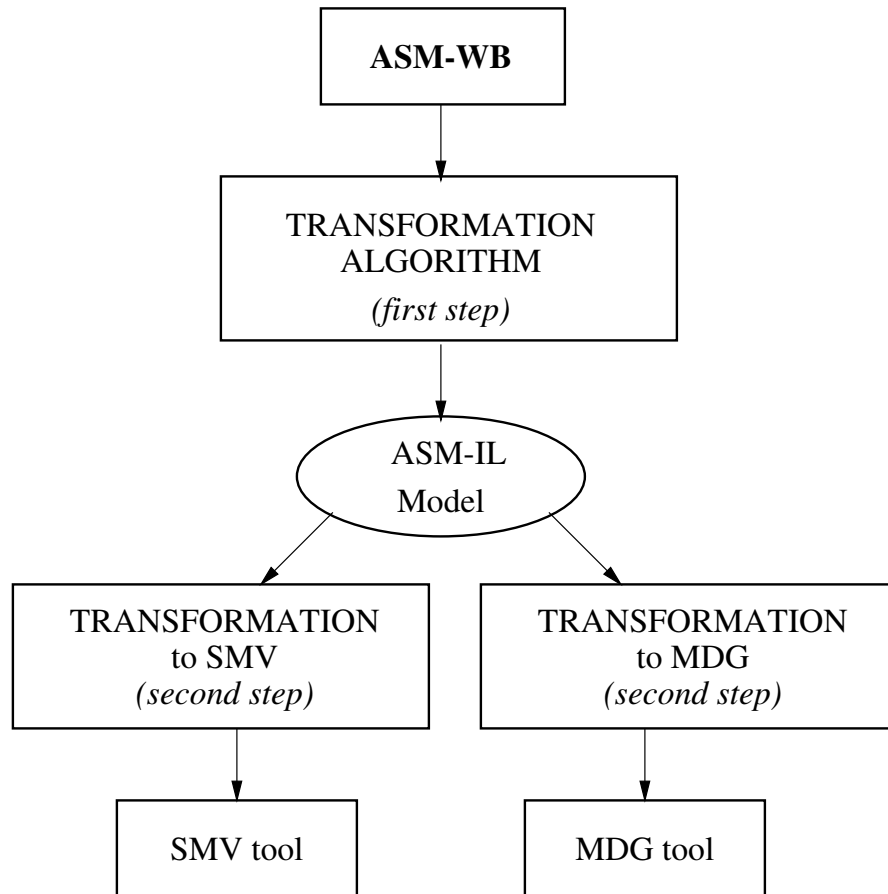 ASM-WB
TRANSFORMATION
ALGORITHM
(first step)
ASM-IL
Model
TRANSFORMATION
to SMV
(second step)
TRANSFORMATION
to MDG
(second step)
SMV tool
MDG tool